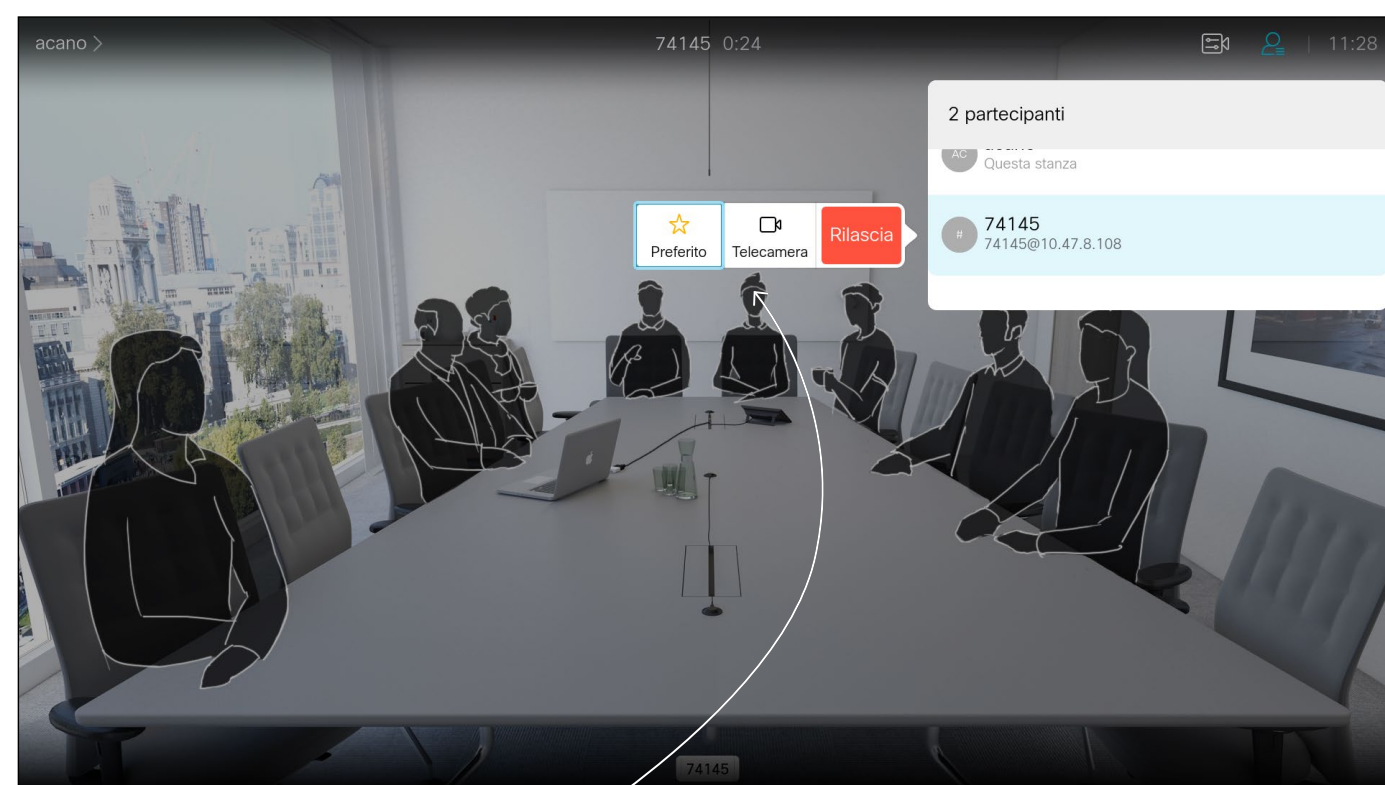 acano
74145 0:24
11:28
2 partecipanti
AC
Questa stanza
Preferito
Telecamera
Rilascia
#
74145
74145@10.47.8.108
74145